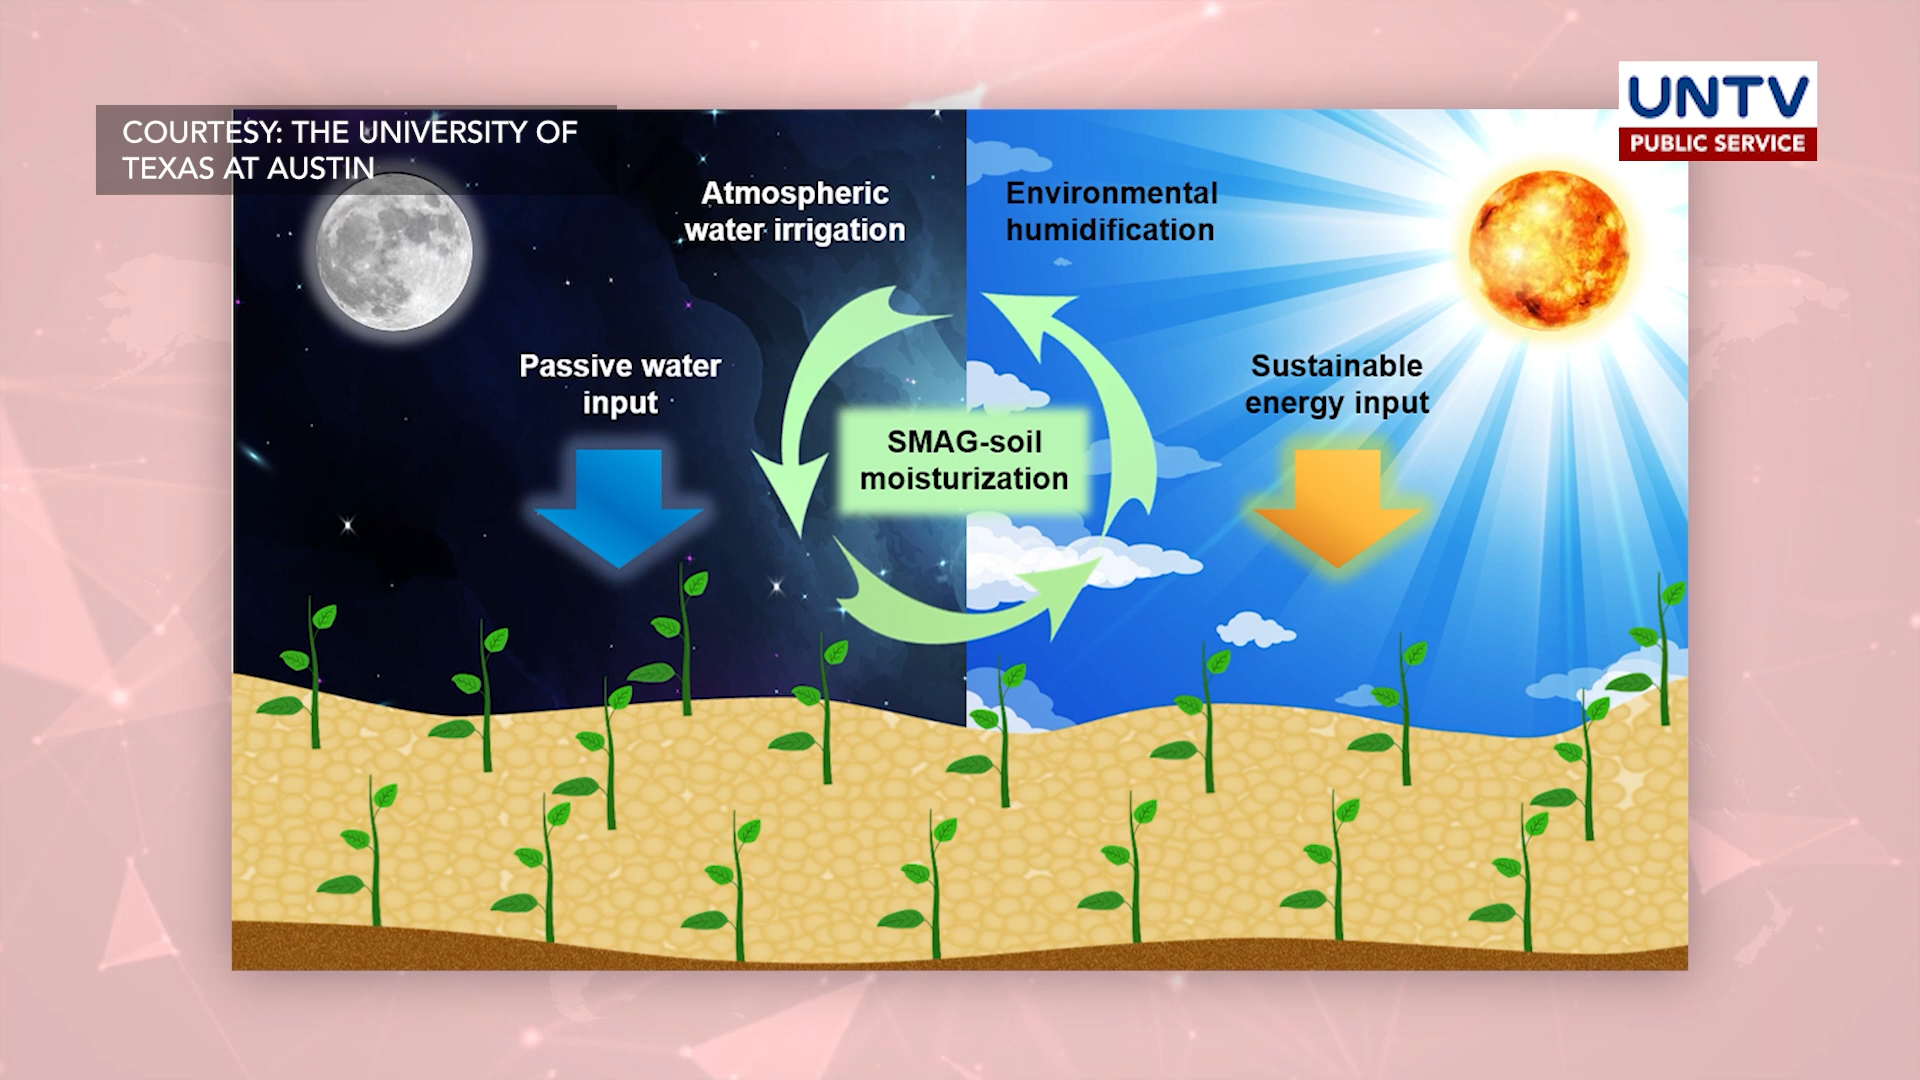 COURTESY: THE UNIVERSITY OF
TEXAS AT AUSTIN
UNTV
PUBLIC SERVICE
Atmospheric
water irrigation
Environmental
humidification
Passive water
input
Sustainable
energy input
SMAG-soil
moisturization